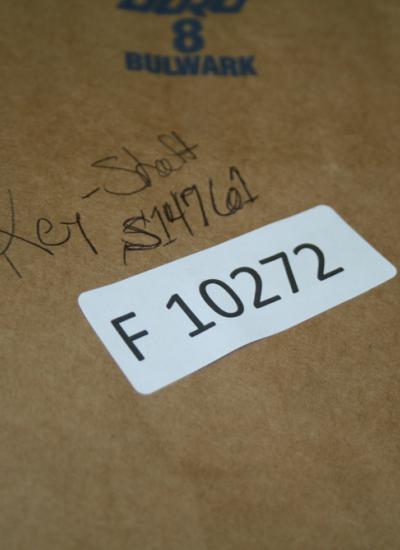 8
BULWARK
Key-Shaft
S14761
F 10272